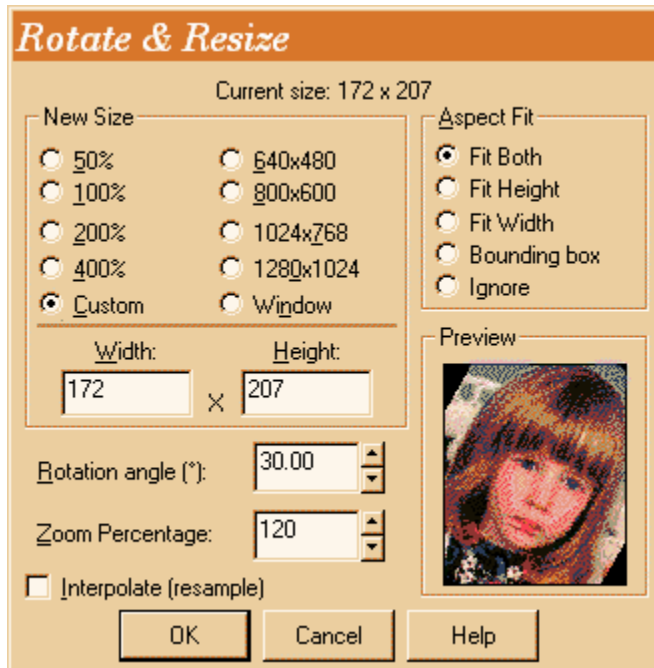 Rotate & Resize
Current size: 172 x 207
New Size
50%
100%
200%
400%
Custom
640x480
800x600
1024x768
1280x1024
Window
Width:
Height:
172 X 207
Aspect Fit
Fit Both
Fit Height
Fit Width
Bounding box
Ignore
Preview
Rotation angle (°): 30.00
Zoom Percentage: 120
Interpolate (resample)
OK Cancel Help